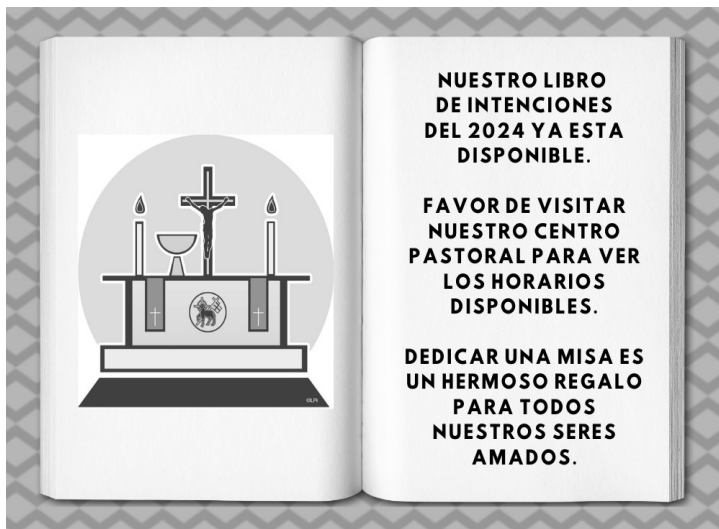 NUESTRO LIBRO
DE INTENCIONES
DEL 2024 YA ESTA
DISPONIBLE.
FAVOR DE VISITAR
NUESTRO CENTRO
PASTORAL PARA VER
LOS HORARIOS
DISPONIBLES.
DEDICAR UNA MISA ES
UN HERMOSO REGALO
PARA TODOS
NUESTROS SERES
AMADOS.